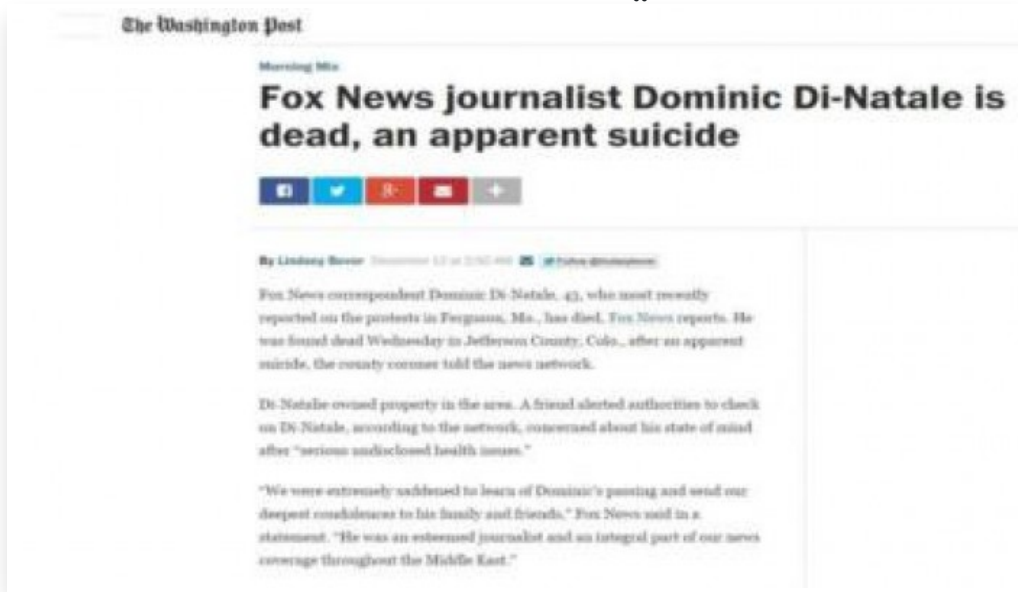 The Washington Post
Morning Mix
Fox News journalist Dominic Di-Natale is
dead, an apparent suicide
By Lindsey Bever
Fox News correspondent Dominic Di-Natale, 43, who most recently
reported on the protests in Ferguson, Mo., has died, Fox News reports. He
was found dead Wednesday in Jefferson County, Colo., after an apparent
suicide, the county coroner told the news network.
Di-Natalie owned property in the area. A friend alerted authorities to check
on Di-Natale, according to the network, concerned about his state of mind
after “serious undisclosed health issues.”
“We were extremely saddened to learn of Dominic’s passing and send our
deepest condolences to his family and friends,” Fox News said in a
statement. “He was an esteemed journalist and an integral part of our news
coverage throughout the Middle East.”